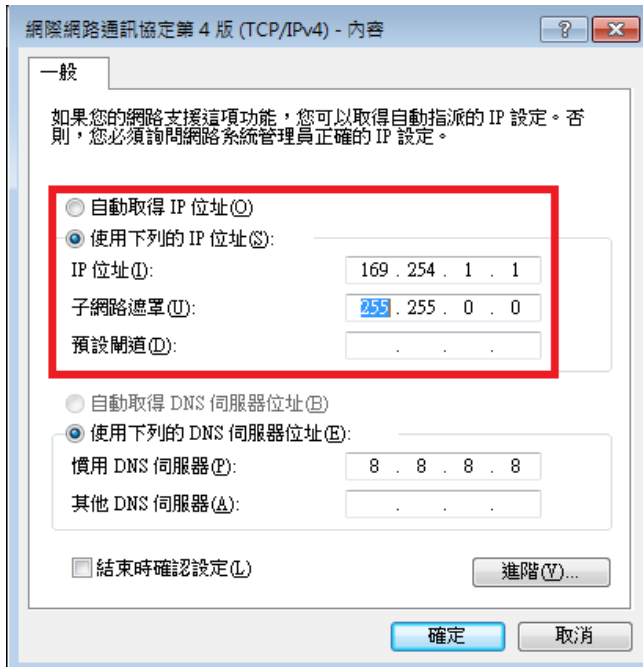 網際網路通訊協定第 4 版 (TCP/IPv4) - 內容
一般
如果您的網路支援這項功能，您可以取得自動指派的 IP 設定。否
則，您必須詢問網路系統管理員正確的 IP 設定。
自動取得 IP 位址(O)
使用下列的 IP 位址(S):
IP 位址(I): 169 . 254 . 1 . 1
子網路遮罩(U): 255 . 255 . 0 . 0
預設閘道(D): . . .
自動取得 DNS 伺服器位址(B)
使用下列的 DNS 伺服器位址(E):
慣用 DNS 伺服器(P): 8 . 8 . 8 . 8
其他 DNS 伺服器(A): . . .
結束時確認設定(L)
進階(V)...
確定
取消